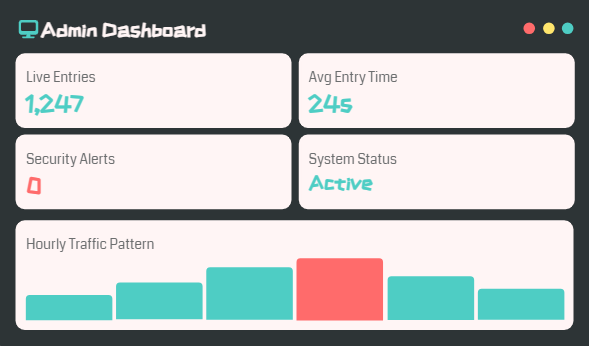 Admin Dashboard
Live Entries
1,247
Avg Entry Time
24s
Security Alerts
0
System Status
Active
Hourly Traffic Pattern